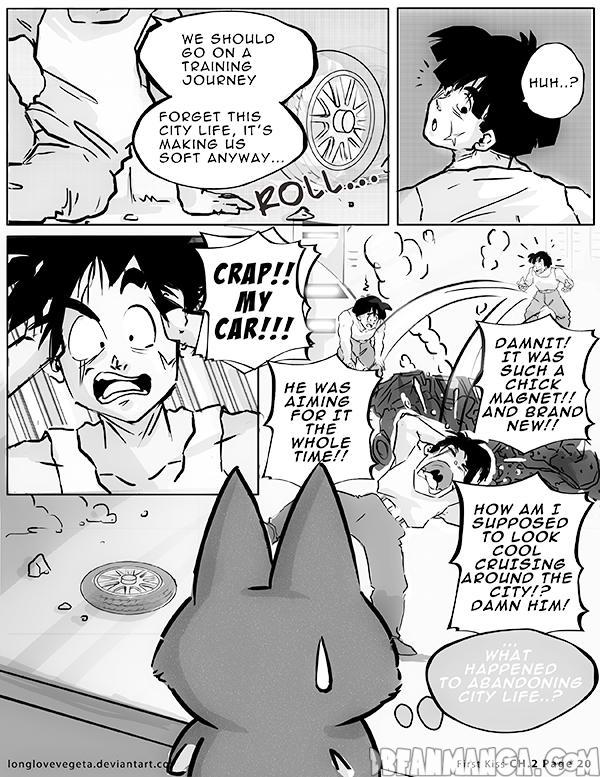 WE SHOULD
GO ON A
TRAINING
JOURNEY
FORGET THIS
CITY LIFE, IT'S
MAKING US
SOFT ANYWAY...
ROLL....
HUH..?
CRAP!!
MY
CAR!!!
DAMNIT!
IT WAS
SUCH A
CHICK
MAGNET!!
AND BRAND
NEW!!
HE WAS
AIMING
FOR IT
THE
WHOLE
TIME!!
HOW AM I
SUPPOSED
TO LOOK
COOL
CRUISING
AROUND THE
CITY!?
DAMN HIM!
...
WHAT
HAPPENED
TO ABANDONING
CITY LIFE..?
longlovevegeta.deviantart.co
First Kiss CH.2 Page 20
READMANGA.COM